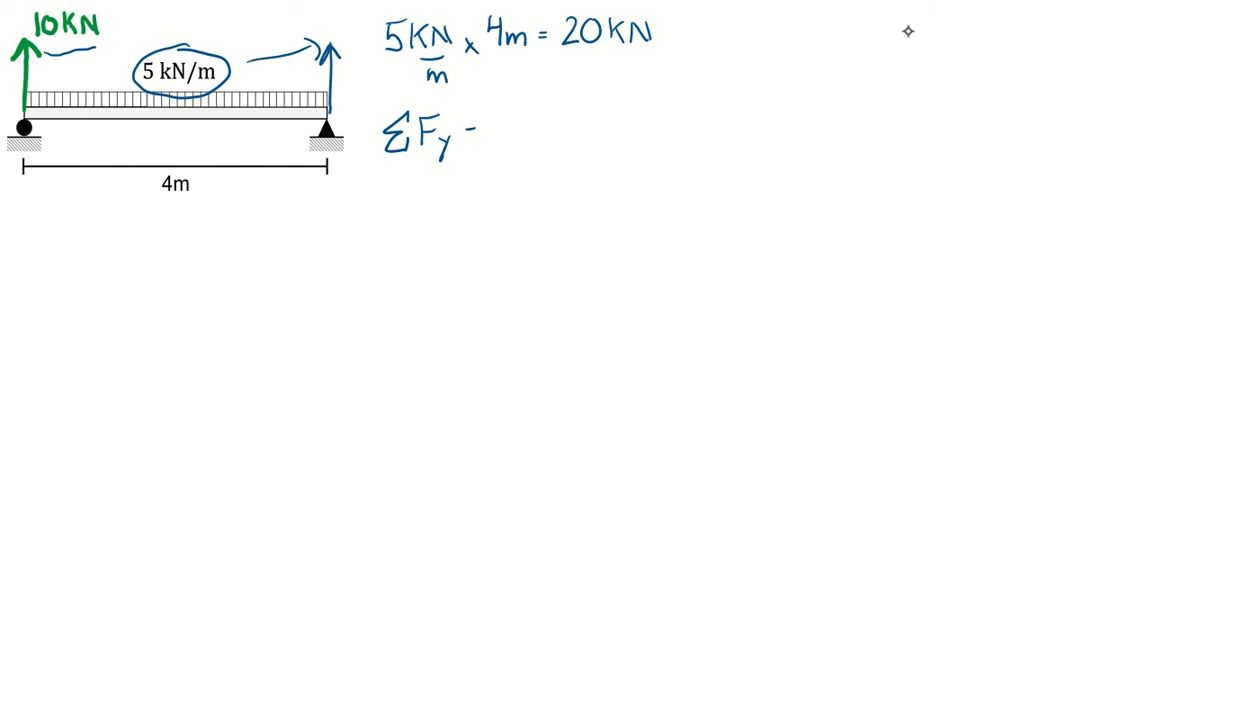 10KN
5 kN/m
4m
5KN/m x 4m = 20KN
ΣFy -